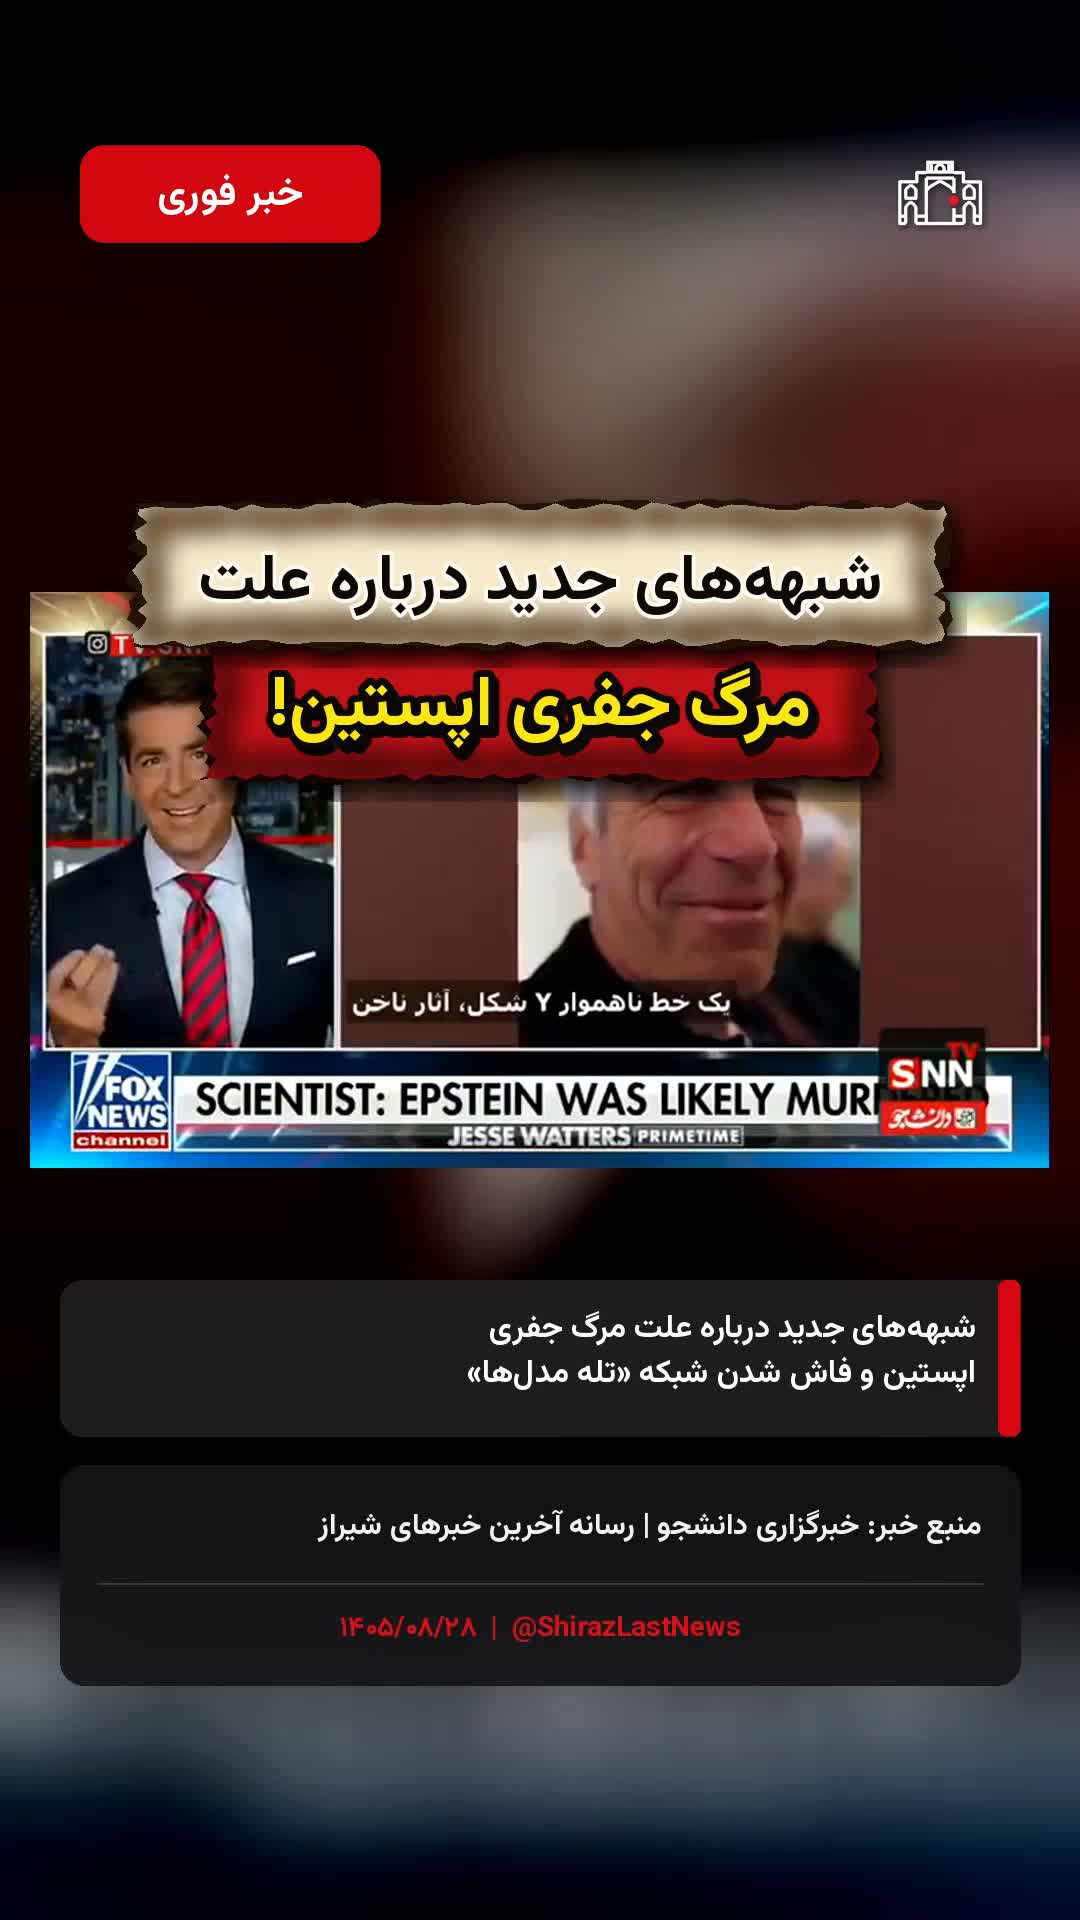 خبر فوری
شبهه‌های جدید درباره علت
مرگ جفری اپستین!
یک خط ناهموار Y شکل، آثار ناخن
FOX
NEWS
channel
SCIENTIST: EPSTEIN WAS LIKELY
JESSE WATTERS PRIMETIME
SNN TV
دانشجو
شبهه‌های جدید درباره علت مرگ جفری
اپستین و فاش شدن شبکه «تله مدل‌ها»
منبع خبر: خبرگزاری دانشجو | رسانه آخرین خبرهای شیراز
۱۴۰۵/۰۸/۲۸ | @ShirazLastNews